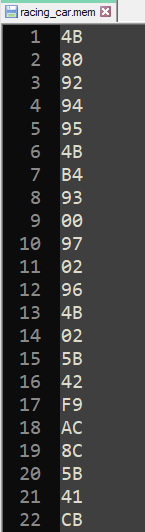 racing_car.mem
1 4B
2 80
3 92
4 94
5 95
6 4B
7 B4
8 93
9 00
10 97
11 02
12 96
13 4B
14 02
15 5B
16 42
17 F9
18 AC
19 8C
20 5B
21 41
22 CB